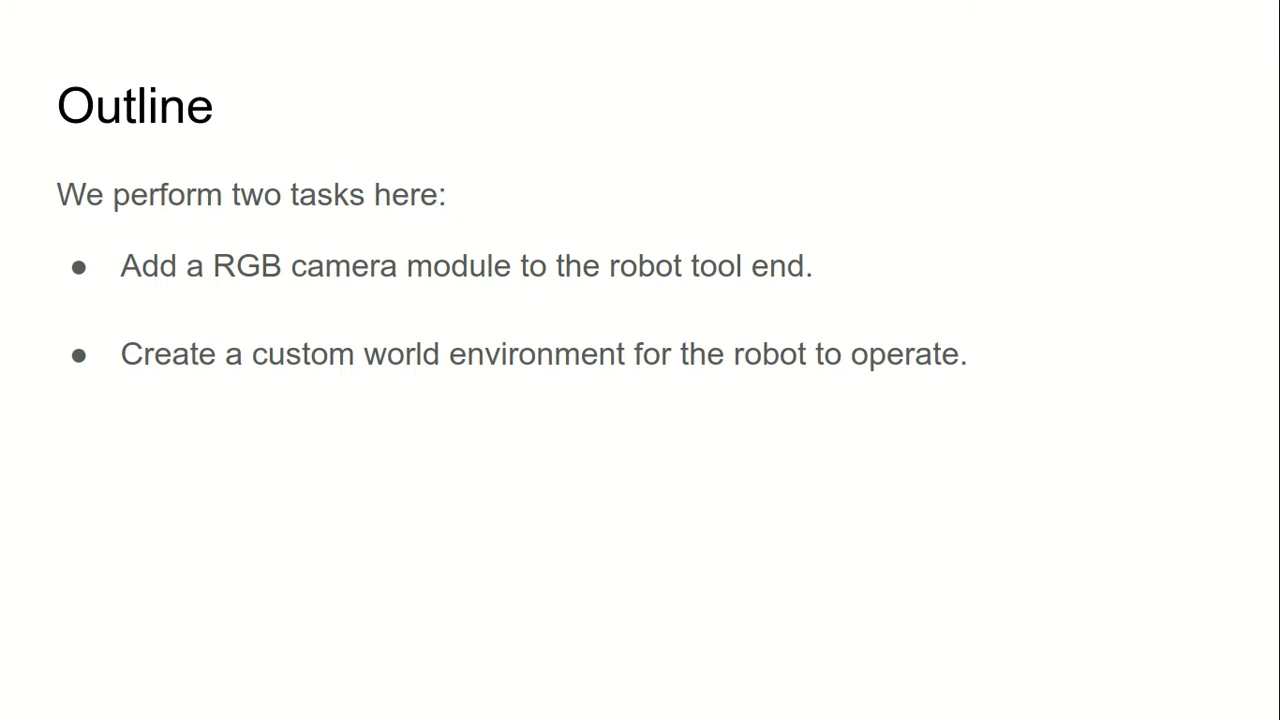 Outline
We perform two tasks here:
● Add a RGB camera module to the robot tool end.
● Create a custom world environment for the robot to operate.